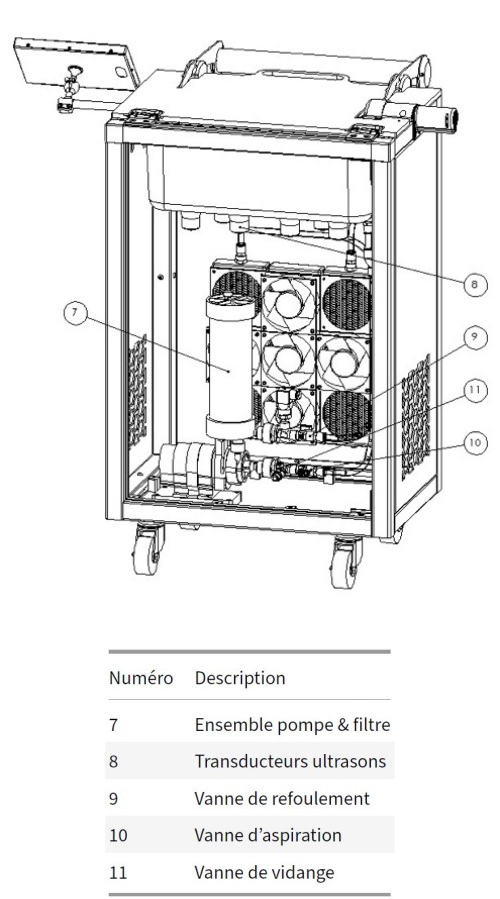 8
7
9
11
10
Numéro Description
7 Ensemble pompe & filtre
8 Transducteurs ultrasons
9 Vanne de refoulement
10 Vanne d’aspiration
11 Vanne de vidange